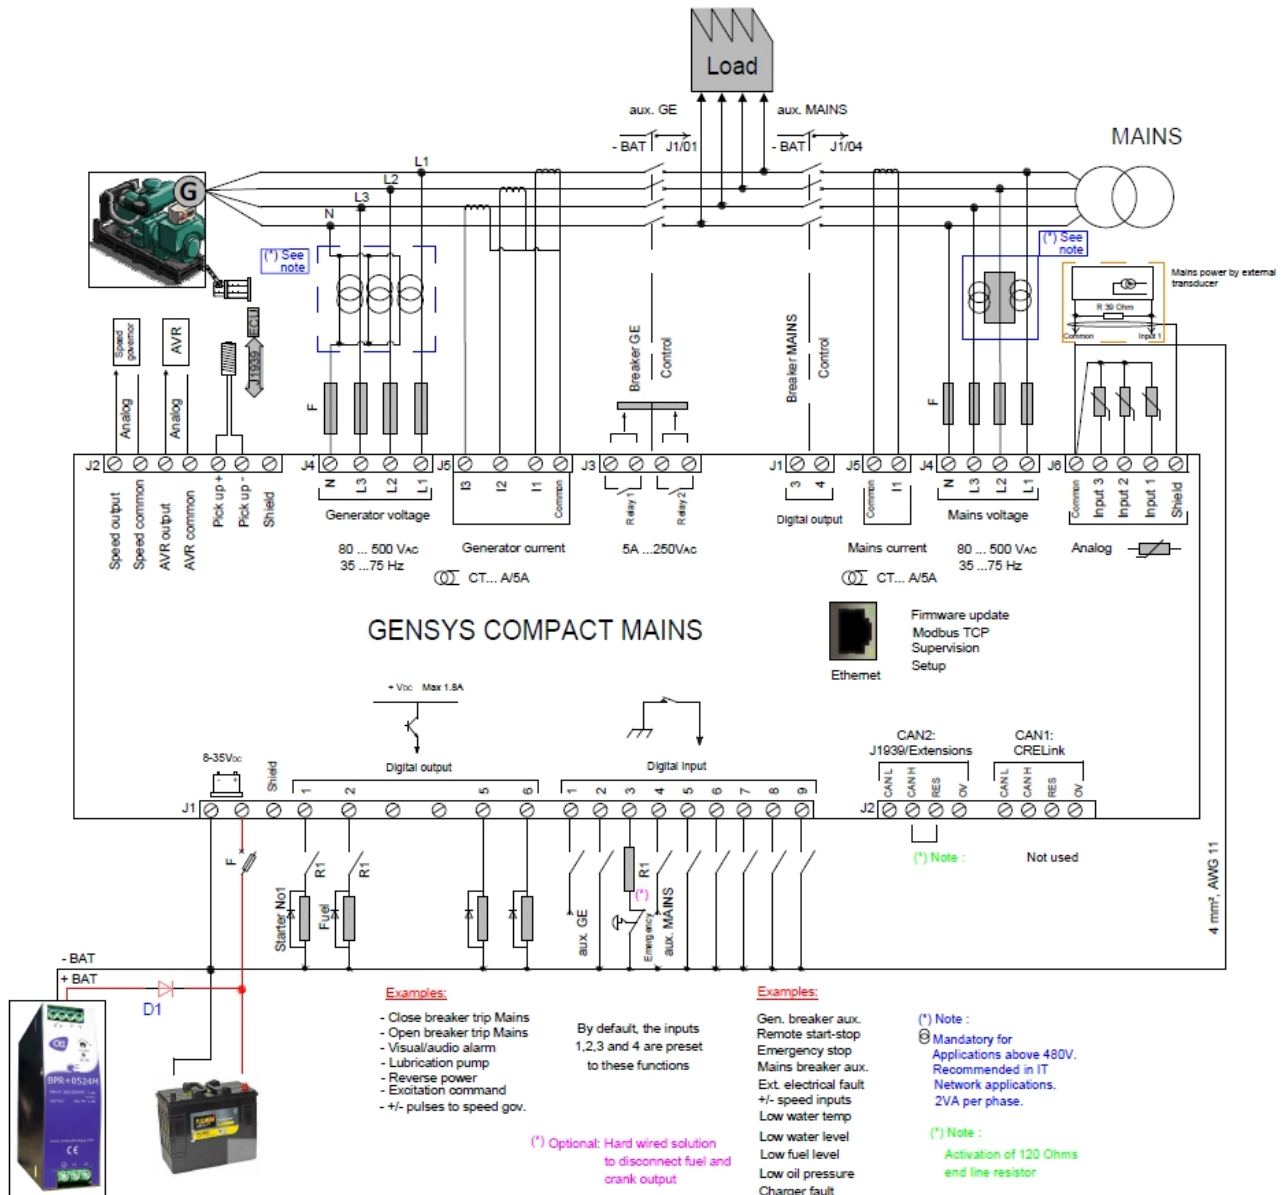 Load
aux. GE
aux. MAINS
- BAT
J1/01
- BAT
J1/04
MAINS
L1
L2
L3
N
G
(*) See
note
(*) See
note
Mains power by external
transducer
R 39 Ohm
Common
Input 1
Speed
governor
AVR
ECU
J1939
Analog
Analog
F
Breaker GE
Control
Breaker MAINS
Control
F
J2
J4
J5
J3
J1
J5
J4
J6
Speed output
Speed common
AVR output
AVR common
Pick up +
Pick up -
Shield
N
L3
L2
L1
Generator voltage
80 ... 500 VAC
35 ...75 Hz
I3
I2
I1
Common
Generator current
CT... A/5A
Relay 1
Relay 2
5A ...250VAC
3
4
Digital output
Common
I1
Mains current
CT... A/5A
N
L3
L2
L1
Mains voltage
80 ... 500 VAC
35 ...75 Hz
Common
Input 3
Input 2
Input 1
Shield
Analog
GENSYS COMPACT MAINS
Ethernet
Firmware update
Modbus TCP
Supervision
Setup
+ VDC Max 1.8A
8-35VDC
Shield
Digital output
Digital input
CAN2:
J1939/Extensions
CAN1:
CRELink
J1
1
2
5
6
1
2
3
4
5
6
7
8
9
J2
CAN L
CAN H
RES
OV
CAN L
CAN H
RES
OV
(*) Note :
Not used
4 mm², AWG 11
F
R1
R1
Starter No1
Fuel
R1
(*)
aux. GE
Emergency
aux. MAINS
- BAT
+ BAT
D1
BPR+0524M
CE
Examples:
- Close breaker trip Mains
- Open breaker trip Mains
- Visual/audio alarm
- Lubrication pump
- Reverse power
- Excitation command
- +/- pulses to speed gov.
By default, the inputs
1,2,3 and 4 are preset
to these functions
(*) Optional: Hard wired solution
to disconnect fuel and
crank output
Examples:
Gen. breaker aux.
Remote start-stop
Emergency stop
Mains breaker aux.
Ext. electrical fault
+/- speed inputs
Low water temp
Low water level
Low fuel level
Low oil pressure
Charger fault
(*) Note :
Mandatory for
Applications above 480V.
Recommended in IT
Network applications.
2VA per phase.
(*) Note :
Activation of 120 Ohms
end line resistor